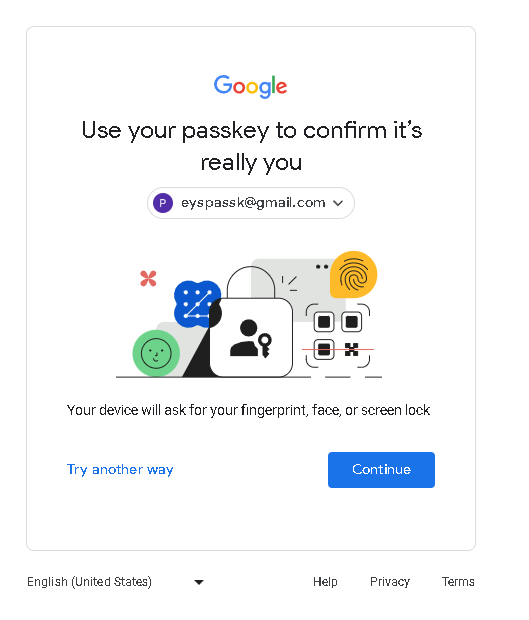 Google
Use your passkey to confirm it’s
really you
P eyspassk@gmail.com
Your device will ask for your fingerprint, face, or screen lock
Try another way
Continue
English (United States)
Help
Privacy
Terms